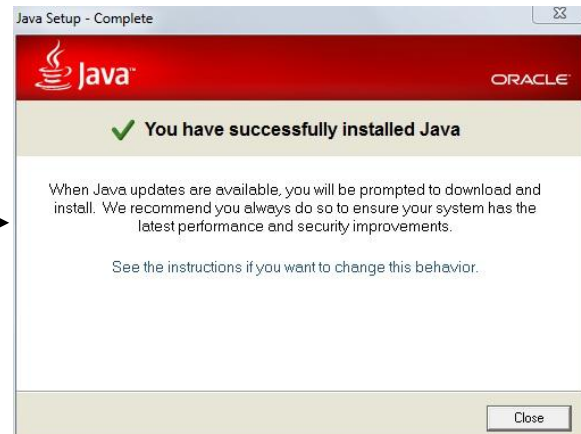 Java Setup - Complete
Java™
ORACLE
You have successfully installed Java
When Java updates are available, you will be prompted to download and
install. We recommend you always do so to ensure your system has the
latest performance and security improvements.
See the instructions if you want to change this behavior.
Close